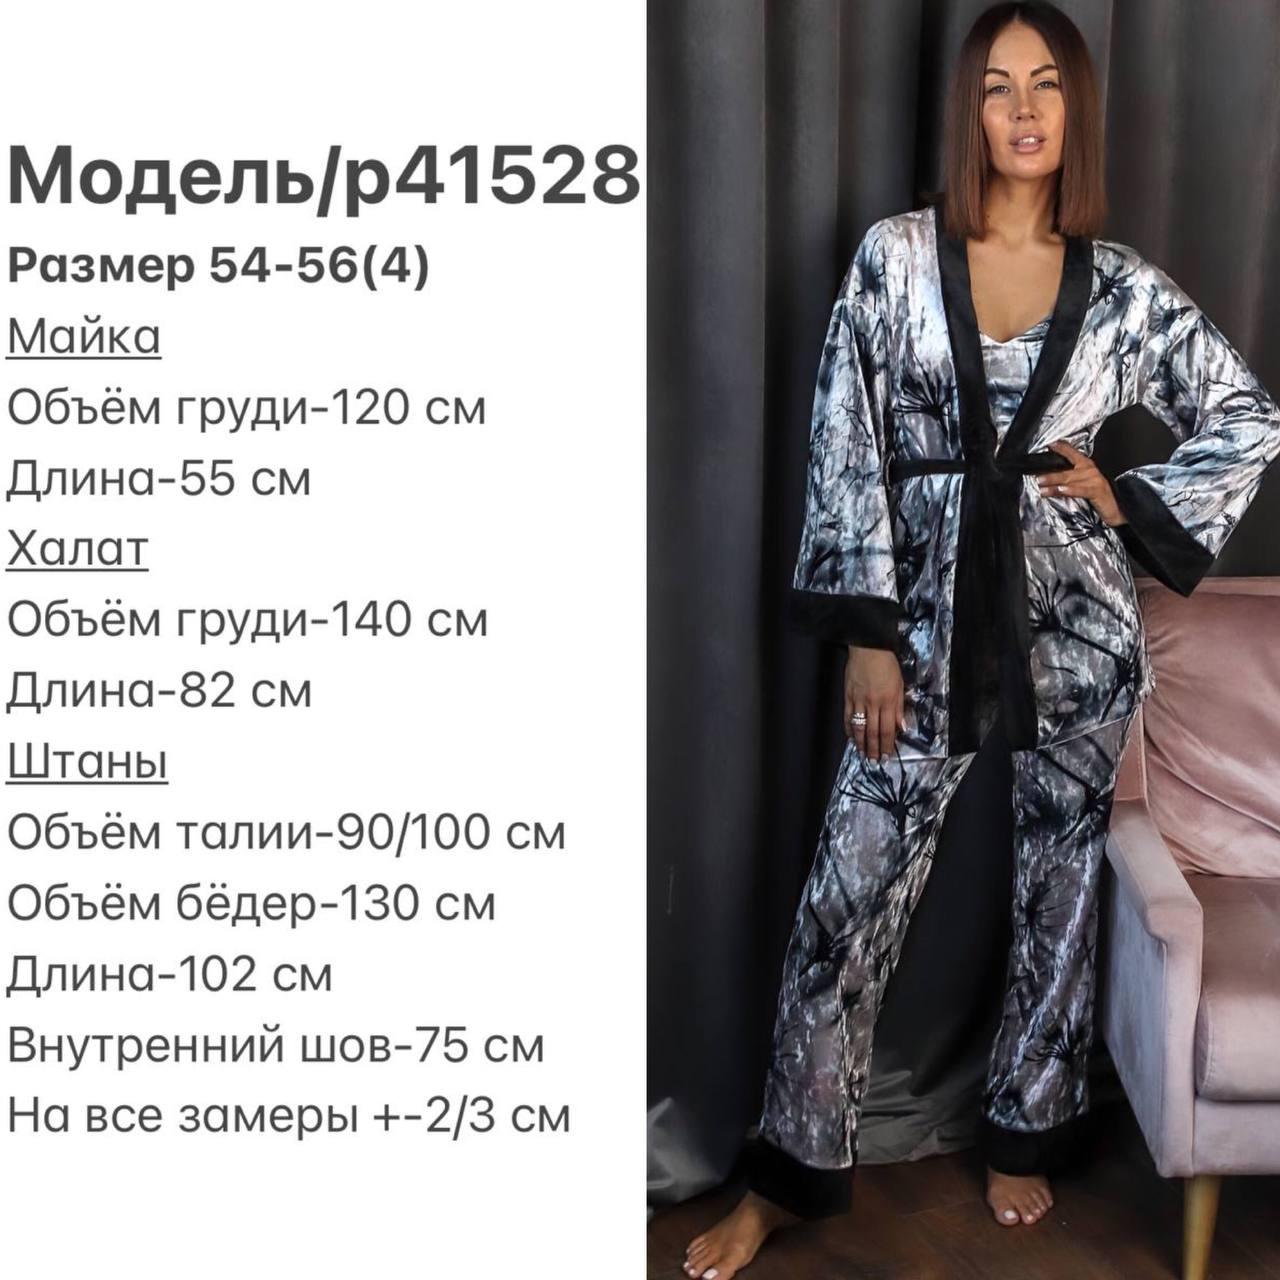 Модель/р41528
Размер 54-56(4)
Майка
Объём груди-120 см
Длина-55 см
Халат
Объём груди-140 см
Длина-82 см
Штаны
Объём талии-90/100 см
Объём бёдер-130 см
Длина-102 см
Внутренний шов-75 см
На все замеры +-2/3 см